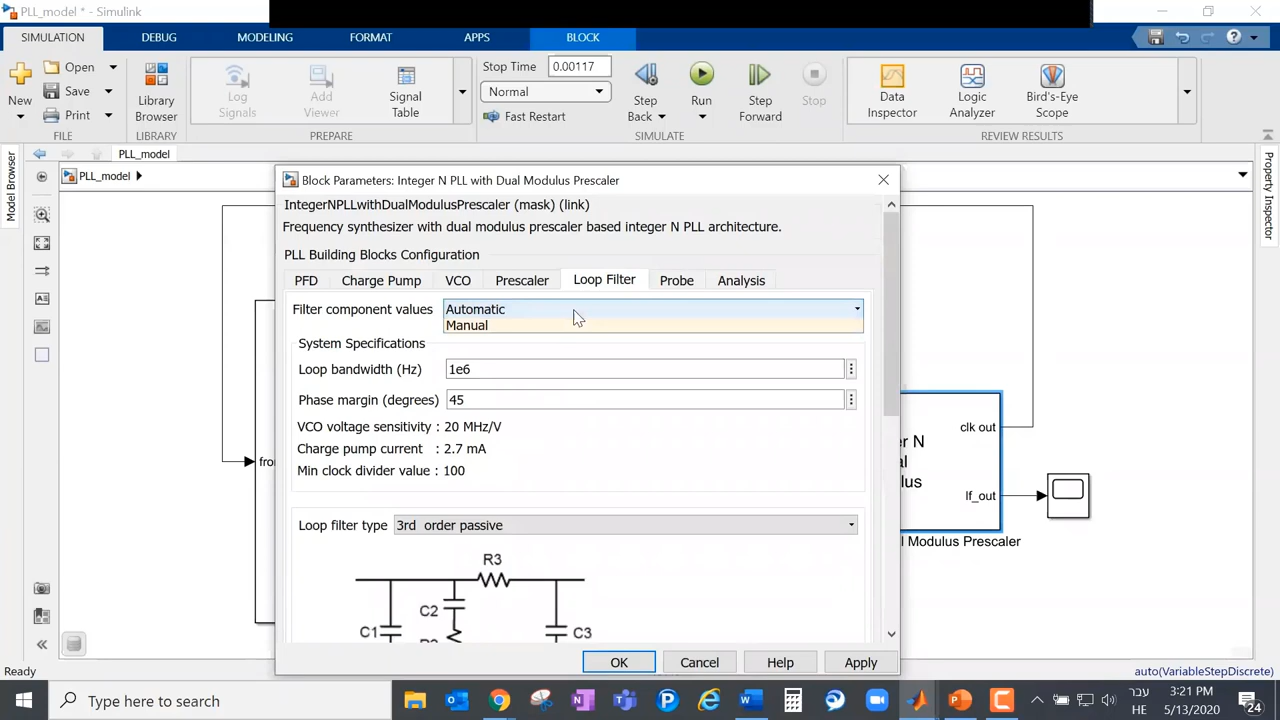 PLL_model * - Simulink
SIMULATION DEBUG MODELING FORMAT APPS BLOCK
New
Open
Save
Print
FILE
Library Browser
LIBRARY
Log Signals
Add Viewer
Signal Table
PREPARE
Stop Time 0.00117
Normal
Fast Restart
Step Back
Run
Step Forward
Stop
SIMULATE
Data Inspector
Logic Analyzer
Bird's-Eye Scope
REVIEW RESULTS
PLL_model
PLL_model
Model Browser
Property Inspector
Block Parameters: Integer N PLL with Dual Modulus Prescaler
IntegerNPLLwithDualModulusPrescaler (mask) (link)
Frequency synthesizer with dual modulus prescaler based integer N PLL architecture.
PLL Building Blocks Configuration
PFD Charge Pump VCO Prescaler Loop Filter Probe Analysis
Filter component values Automatic
Manual
System Specifications
Loop bandwidth (Hz) 1e6
Phase margin (degrees) 45
VCO voltage sensitivity : 20 MHz/V
Charge pump current : 2.7 mA
Min clock divider value : 100
Loop filter type 3rd order passive
R3
C2
C1
C3
OK Cancel Help Apply
fro
clk out
er N
al
lus
lf_out
l Modulus Prescaler
Ready
auto(VariableStepDiscrete)
Type here to search
עבר
HE
3:21 PM
5/13/2020
24